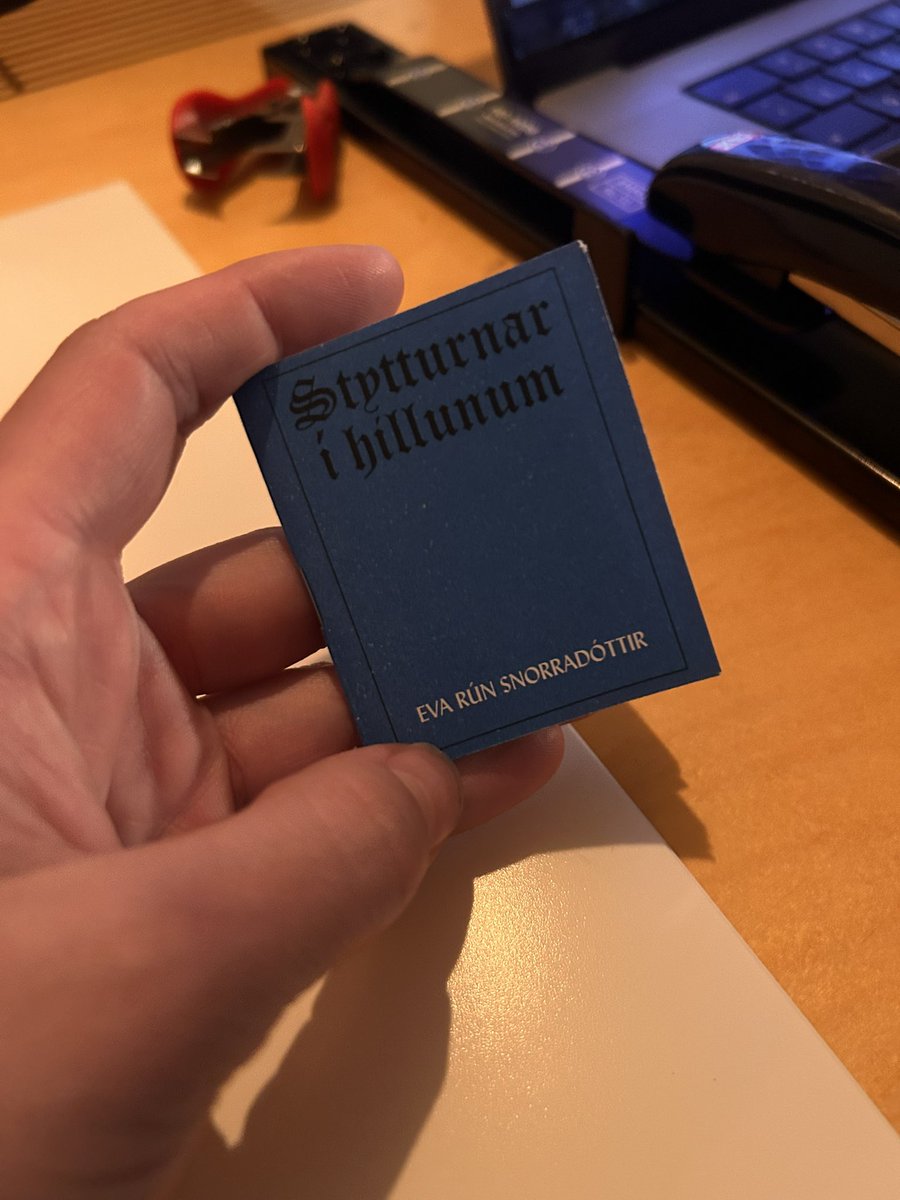 Stytturnar
í hillunum
EVA RÚN SNORRADÓTTIR